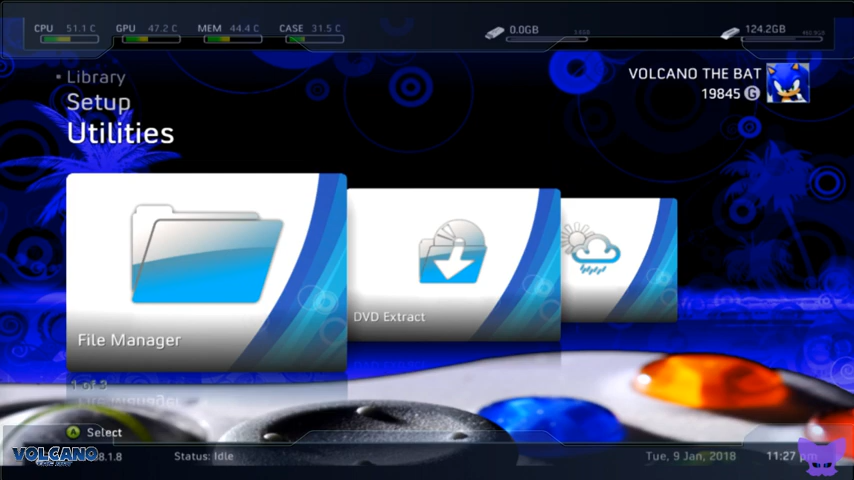 CPU 51.1 C GPU 47.2 C MEM 44.4 C CASE 31.5 C 0.0GB 124.2GB
Library
VOLCANO THE BAT
19845 G
Setup
Utilities
DVD Extract
File Manager
1 of 3
A Select
VOLCANO
.1.8 Status: Idle Tue, 9 Jan, 2018 11:27 pm